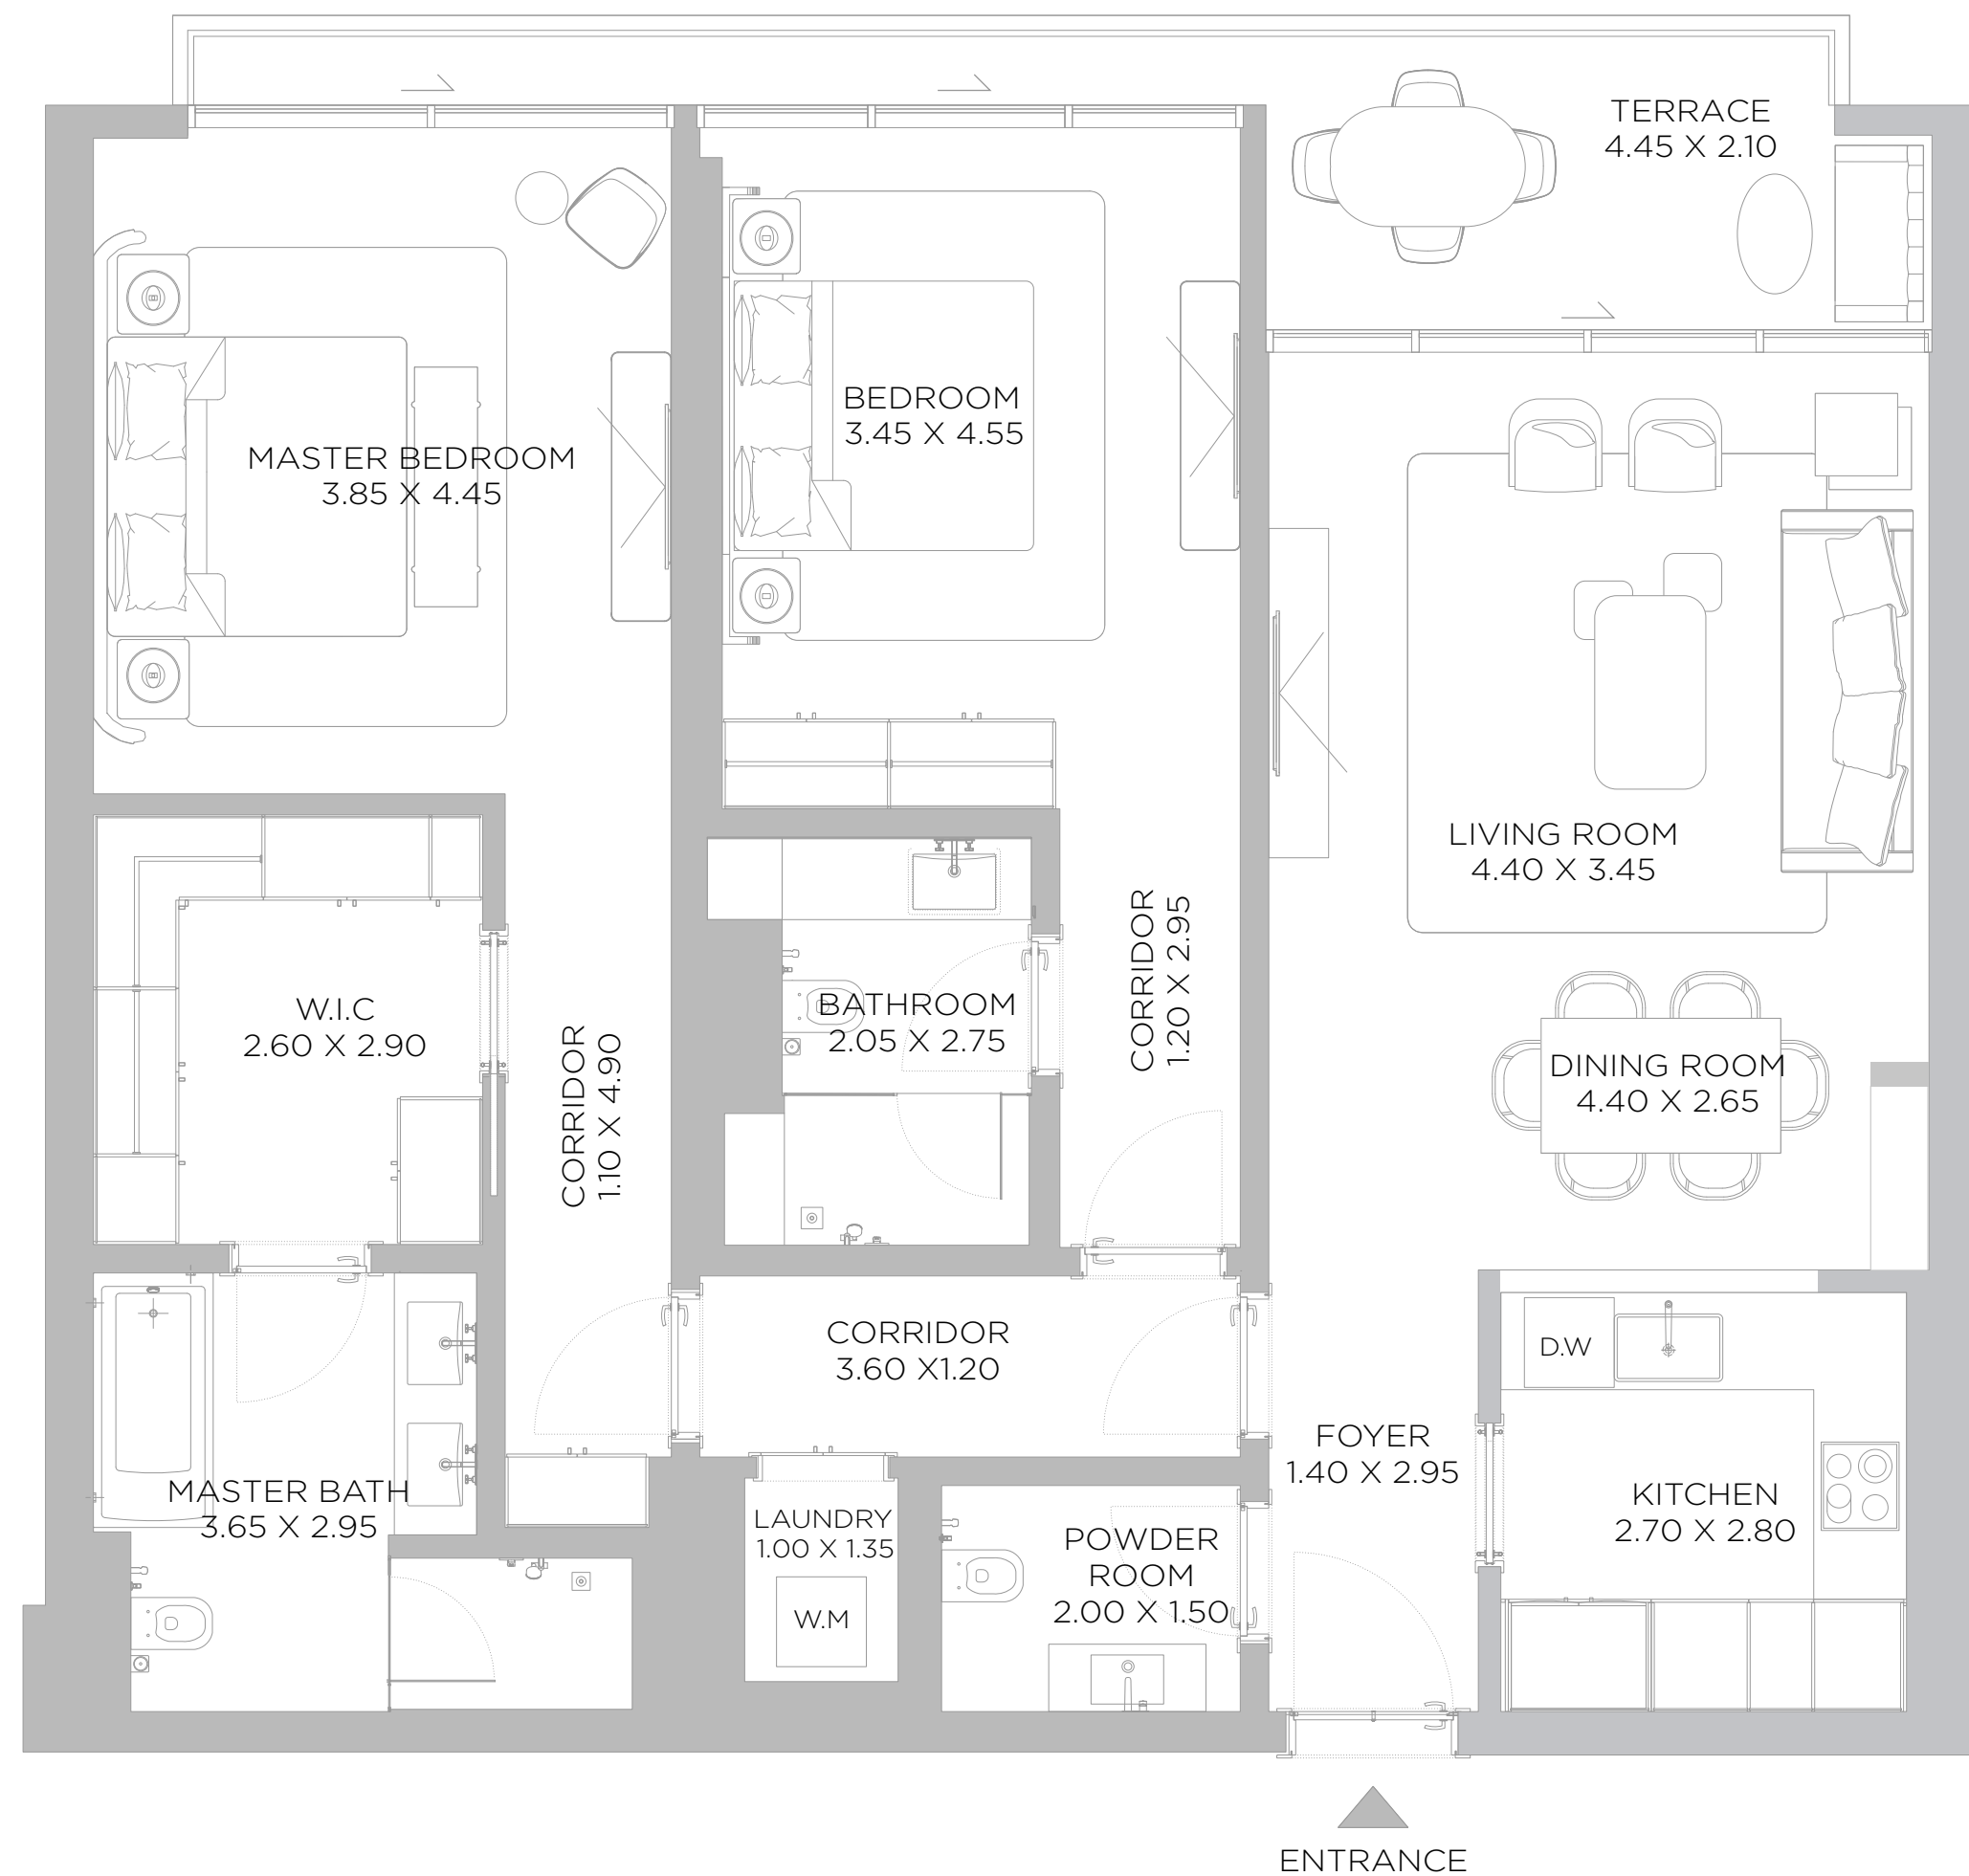 TERRACE
4.45 X 2.10
BEDROOM
3.45 X 4.55
MASTER BEDROOM
3.85 X 4.45
LIVING ROOM
4.40 X 3.45
W.I.C
2.60 X 2.90
CORRIDOR
1.10 X 4.90
BATHROOM
2.05 X 2.75
CORRIDOR
1.20 X 2.95
DINING ROOM
4.40 X 2.65
CORRIDOR
3.60 X1.20
D.W
FOYER
1.40 X 2.95
MASTER BATH
3.65 X 2.95
LAUNDRY
1.00 X 1.35
W.M
POWDER
ROOM
2.00 X 1.50
KITCHEN
2.70 X 2.80
ENTRANCE